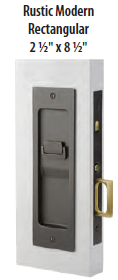 Rustic Modern
Rectangular
2 ½" x 8 ½"